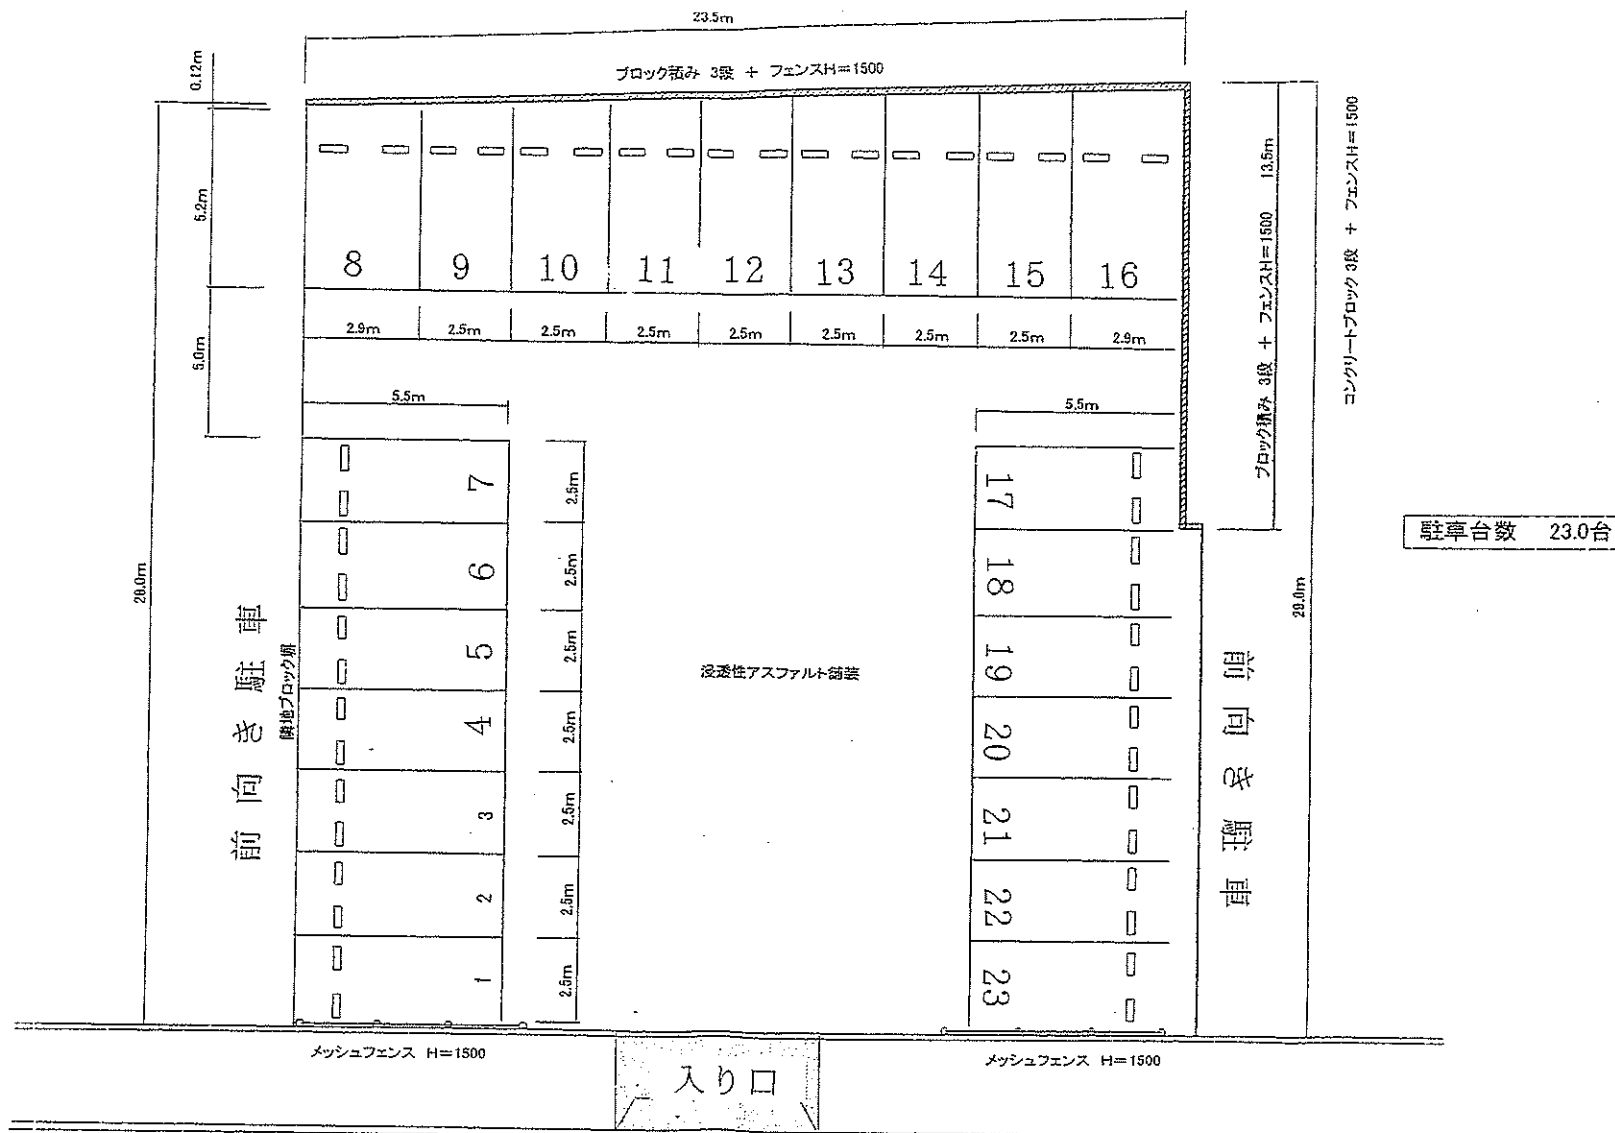 23.5m
ブロック積み 3段 + フェンスH=1500
0.12m
5.2m
5.0m
8 9 10 11 12 13 14 15 16
2.9m 2.5m 2.5m 2.5m 2.5m 2.5m 2.5m 2.5m 2.9m
5.5m
5.5m
ブロック積み 3段 + フェンスH=1500 13.5m
コンクリートブロック 3段 + フェンスH=1500
駐車台数 23.0台
28.0m
29.0m
前向き駐車
隣地ブロック塀
7
6
5
4
3
2
1
2.5m
2.5m
2.5m
2.5m
2.5m
2.5m
2.5m
浸透性アスファルト舗装
17
18
19
20
21
22
23
前向き駐車
メッシュフェンス H=1500
メッシュフェンス H=1500
入り口